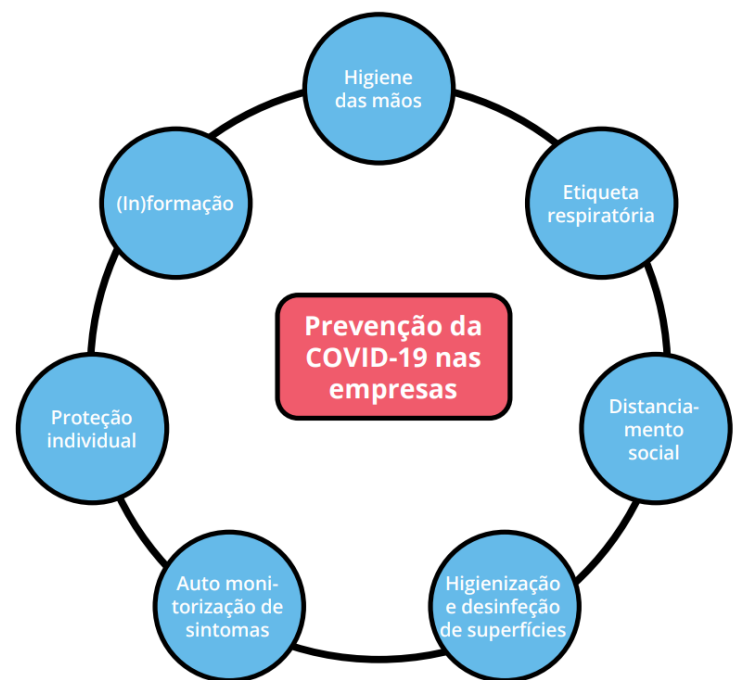 Higiene
das mãos
Etiqueta
respiratória
Distancia-
mento
social
Higienização
e desinfeção
de superfícies
Auto moni-
torização de
sintomas
Proteção
individual
(In)formação
Prevenção da
COVID-19 nas
empresas